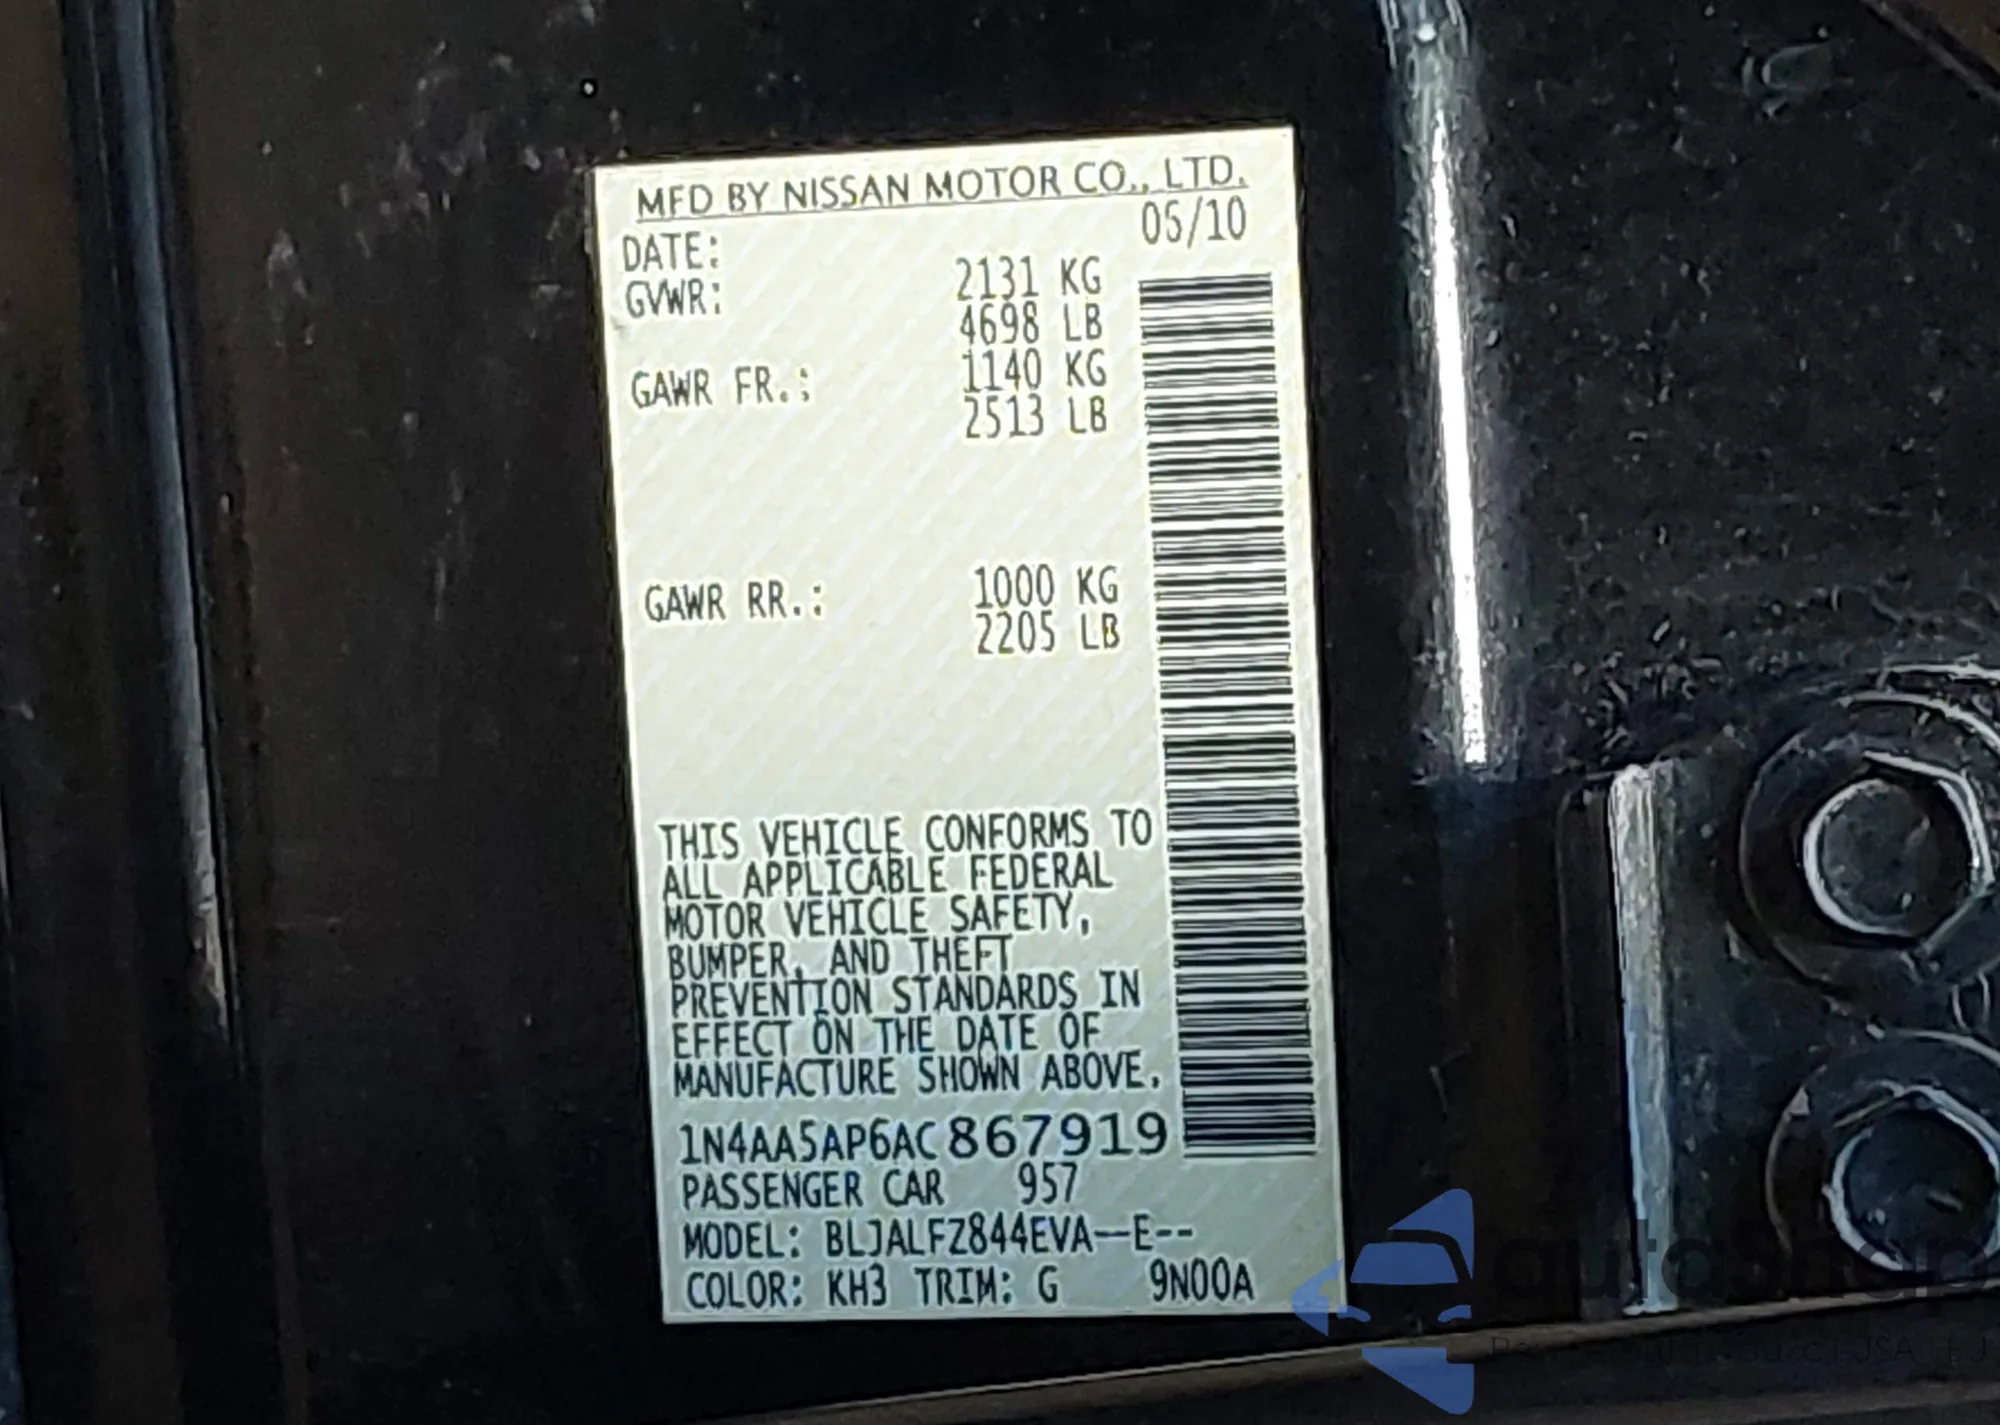 MFD BY NISSAN MOTOR CO., LTD.
DATE: 05/10
GVWR: 2131 KG
4698 LB
GAWR FR.: 1140 KG
2513 LB
GAWR RR.: 1000 KG
2205 LB
THIS VEHICLE CONFORMS TO
ALL APPLICABLE FEDERAL
MOTOR VEHICLE SAFETY,
BUMPER, AND THEFT
PREVENTION STANDARDS IN
EFFECT ON THE DATE OF
MANUFACTURE SHOWN ABOVE.
1N4AA5AP6AC867919
PASSENGER CAR 957
MODEL: BLJALFZ844EVA--E--
COLOR: KH3 TRIM: G 9N00A